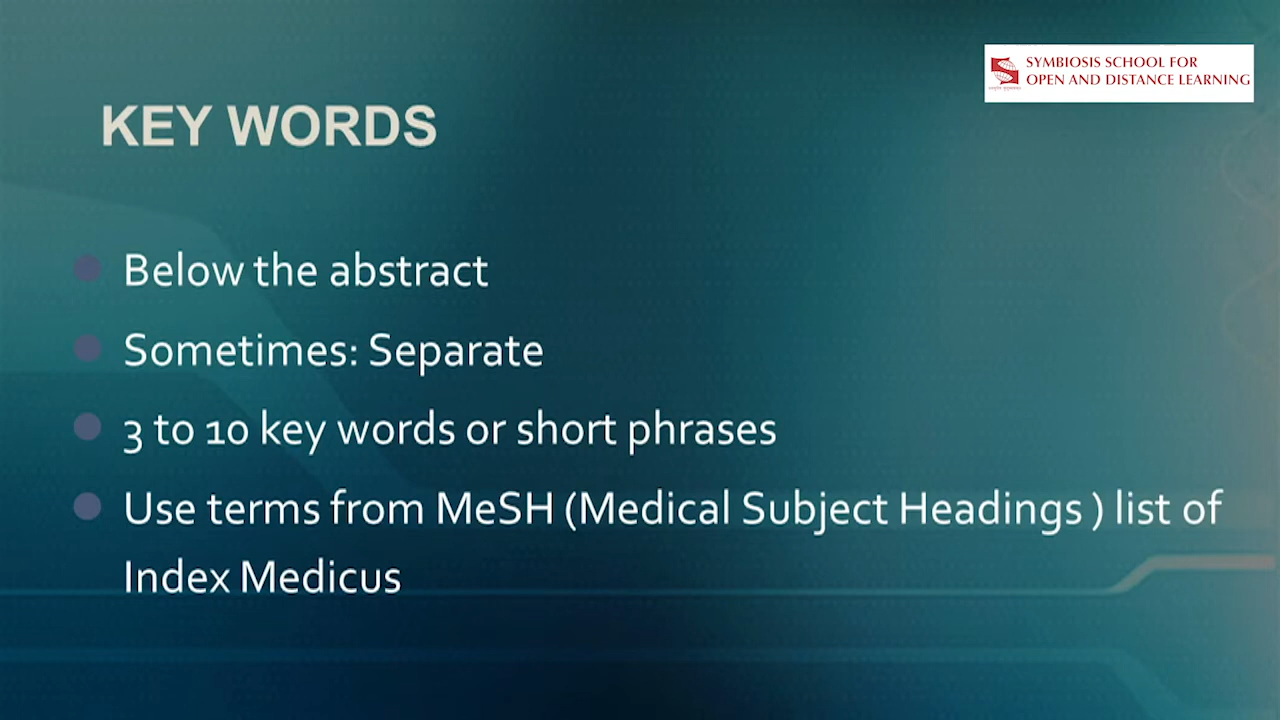 SYMBIOSIS SCHOOL FOR
OPEN AND DISTANCE LEARNING
KEY WORDS
Below the abstract
Sometimes: Separate
3 to 10 key words or short phrases
Use terms from MeSH (Medical Subject Headings ) list of
Index Medicus